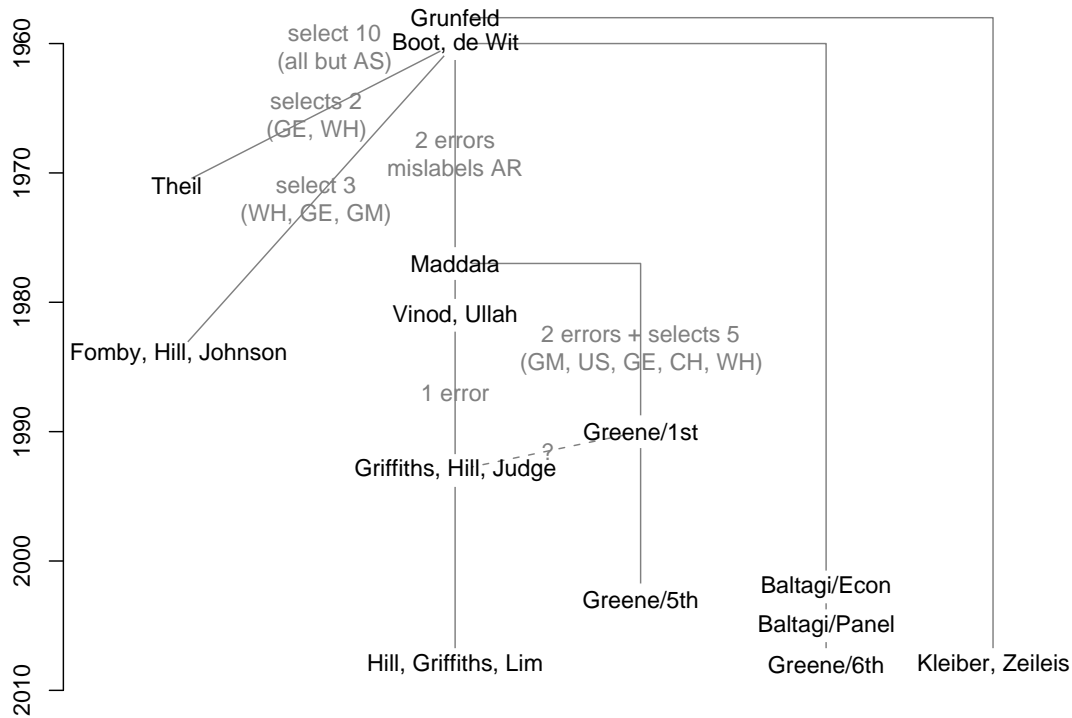 Grunfeld
1960
select 10
Boot, de Wit
(all but AS)
selects 2
(GE, WH)
2 errors
mislabels AR
1970
Theil
select 3
(WH, GE, GM)
Maddala
1980
Vinod, Ullah
2 errors + selects 5
(GM, US, GE, CH, WH)
Fomby, Hill, Johnson
1 error
1990
Greene/1st
?
Griffiths, Hill, Judge
2000
Baltagi/Econ
Greene/5th
Baltagi/Panel
Hill, Griffiths, Lim
Greene/6th
Kleiber, Zeileis
2010